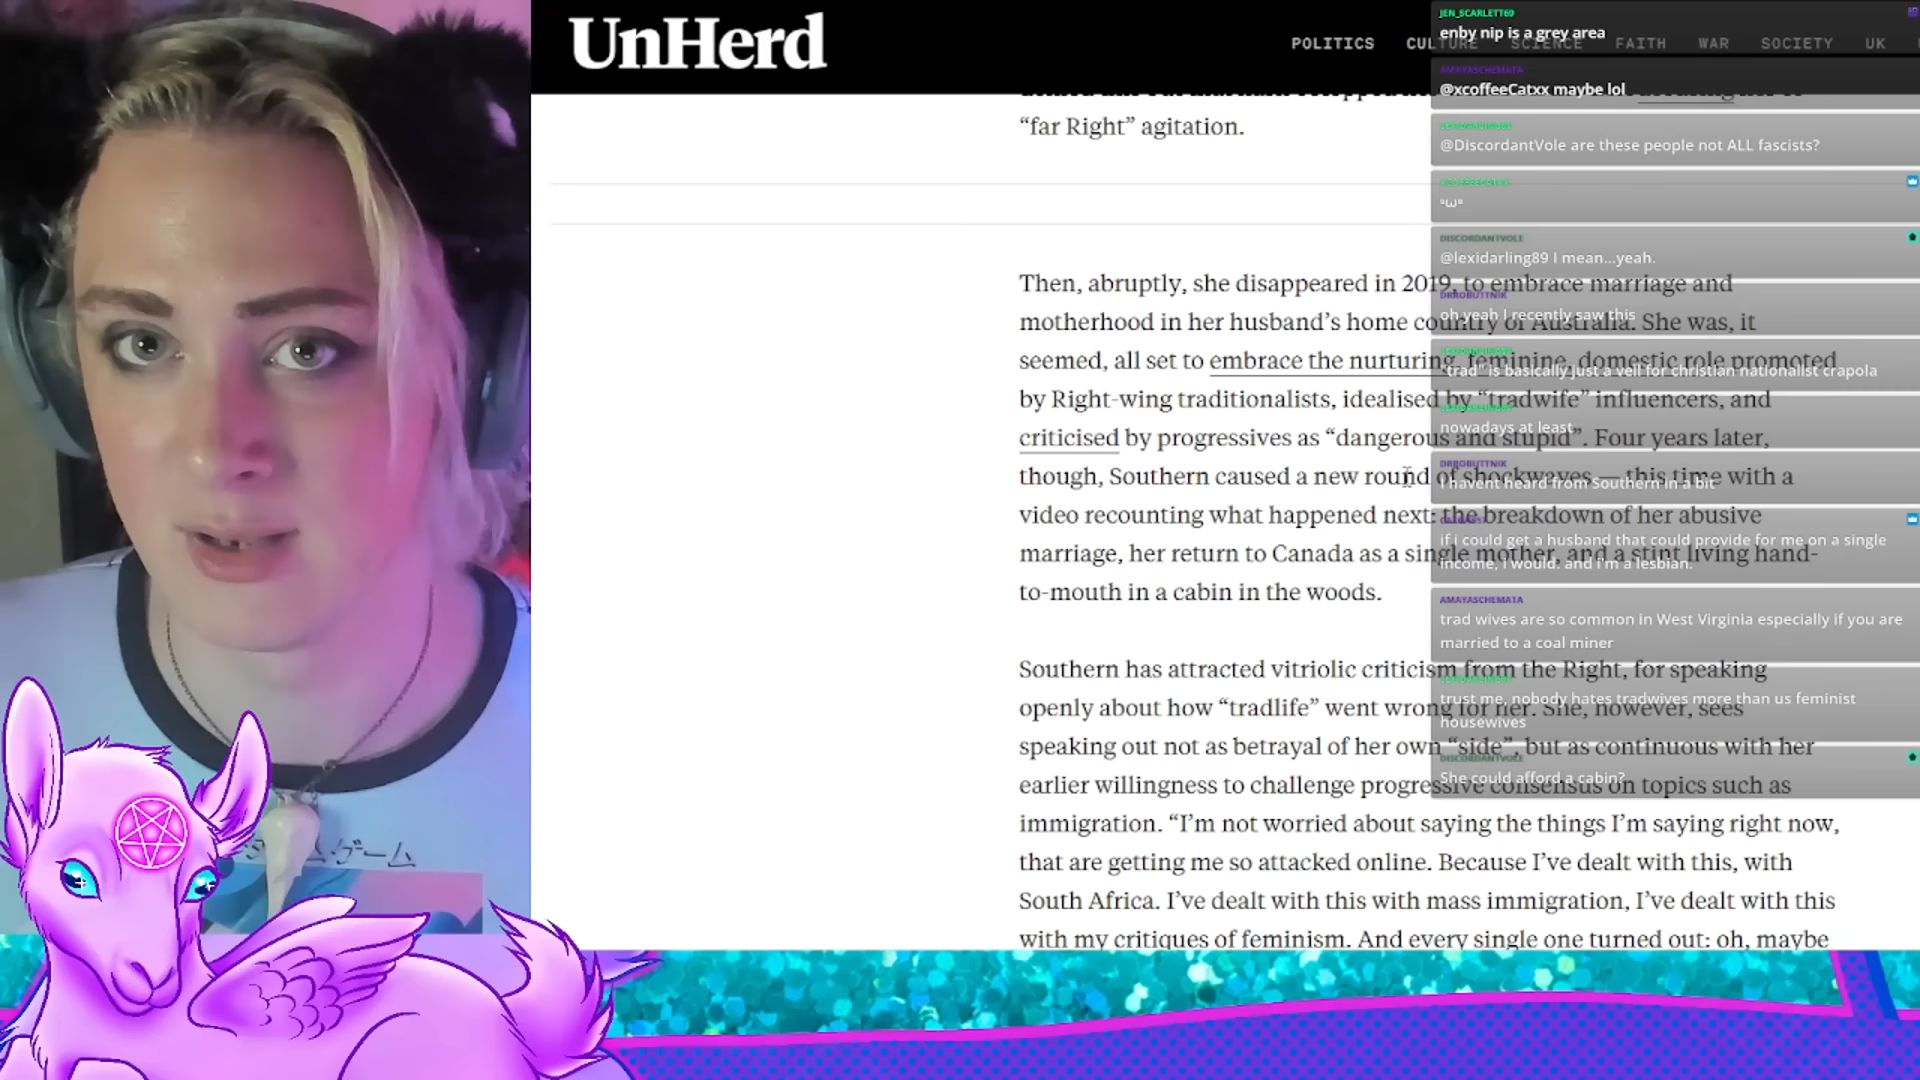 UnHerd
POLITICS CULTURE SCIENCE FAITH WAR SOCIETY UK
“far Right” agitation.
Then, abruptly, she disappeared in 2019, to embrace marriage and
motherhood in her husband’s home country of Australia. She was, it
seemed, all set to embrace the nurturing, feminine, domestic role promoted
by Right-wing traditionalists, idealised by “tradwife” influencers, and
criticised by progressives as “dangerous and stupid”. Four years later,
though, Southern caused a new round of shockwaves — this time with a
video recounting what happened next: the breakdown of her abusive
marriage, her return to Canada as a single mother, and a stint living hand-
to-mouth in a cabin in the woods.
Southern has attracted vitriolic criticism from the Right, for speaking
openly about how “tradlife” went wrong for her. She, however, sees
speaking out not as betrayal of her own “side”, but as continuous with her
earlier willingness to challenge progressive consensus on topics such as
immigration. “I’m not worried about saying the things I’m saying right now,
that are getting me so attacked online. Because I’ve dealt with this, with
South Africa. I’ve dealt with this with mass immigration, I’ve dealt with this
with my critiques of feminism. And every single one turned out: oh, maybe
JEN_SCARLETT69
enby nip is a grey area
AMAYASCHEMATA
@xcoffeeCatxx maybe lol
@DiscordantVole are these people not ALL fascists?
XCOFFEECATXX
DISCORDANTVOLE
@lexidarling89 I mean...yeah.
DRROBUTTNIK
oh yeah I recently saw this
"trad" is basically just a veil for christian nationalist crapola
nowadays at least
DRROBUTTNIK
I havent heard from Southern in a bit
if i could get a husband that could provide for me on a single
income, I would. and i'm a lesbian.
AMAYASCHEMATA
trad wives are so common in West Virginia especially if you are
married to a coal miner
trust me, nobody hates tradwives more than us feminist
housewives
DISCORDANTVOLE
She could afford a cabin?